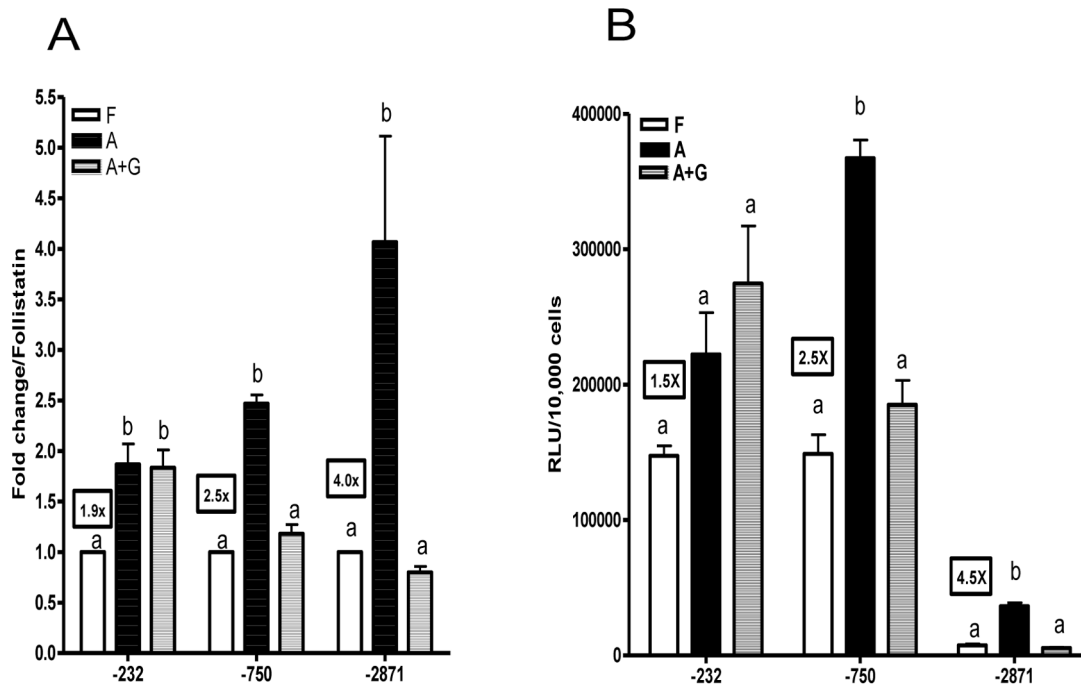 A
Fold change/Follistatin
5.5
5.0
4.5
4.0
3.5
3.0
2.5
2.0
1.5
1.0
0.5
0.0
F
A
A+G
1.9x
a
b
b
2.5x
a
b
a
4.0x
a
b
a
-232
-750
-2871
B
RLU/10,000 cells
400000
300000
200000
100000
0
F
A
A+G
1.5X
a
a
a
2.5X
a
b
a
4.5X
a
b
a
-232
-750
-2871